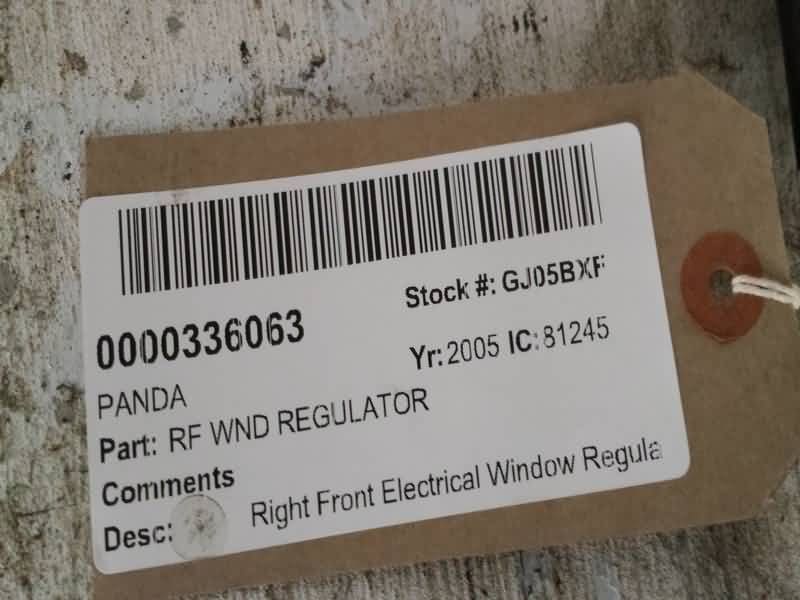 0000336063 Stock #: GJ05BXF
PANDA Yr: 2005 IC: 81245
Part: RF WND REGULATOR
Comments
Desc: Right Front Electrical Window Regula